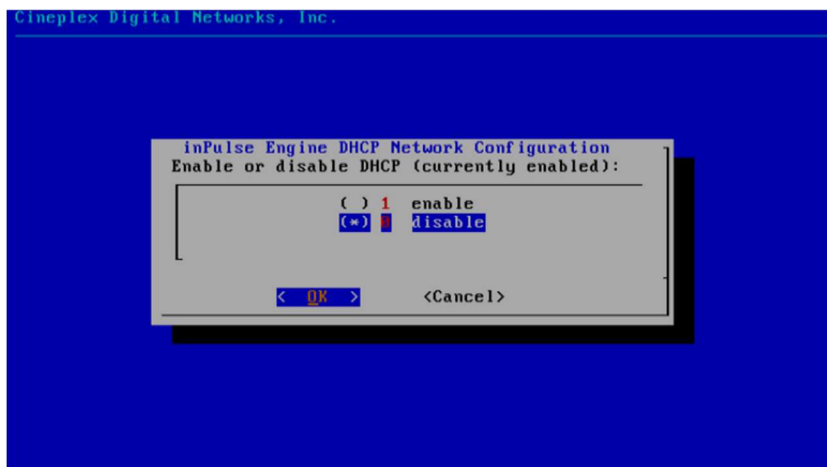 Cineplex Digital Networks, Inc.
inPulse Engine DHCP Network Configuration
Enable or disable DHCP (currently enabled):
( ) 1 enable
(*) 0 disable
< OK > <Cancel>